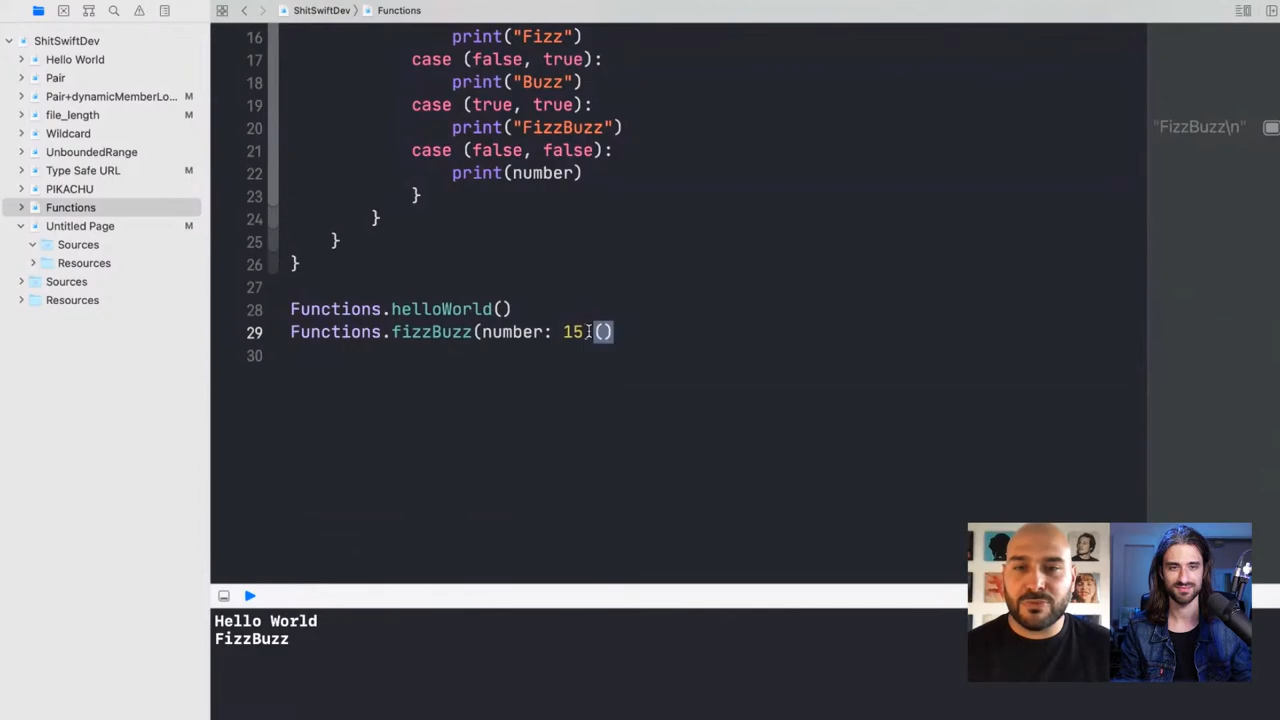 ShitSwiftDev 〉 Functions
ShitSwiftDev
Hello World
Pair
Pair+dynamicMemberLo... M
file_length M
Wildcard
UnboundedRange
Type Safe URL M
PIKACHU
Functions
Untitled Page M
Sources
Resources
Sources
Resources
16 print("Fizz")
17 case (false, true):
18 print("Buzz")
19 case (true, true):
20 print("FizzBuzz")
21 case (false, false):
22 print(number)
23 }
24 }
25 }
26 }
27
28 Functions.helloWorld()
29 Functions.fizzBuzz(number: 15)()
30
"FizzBuzz\n"
Hello World
FizzBuzz